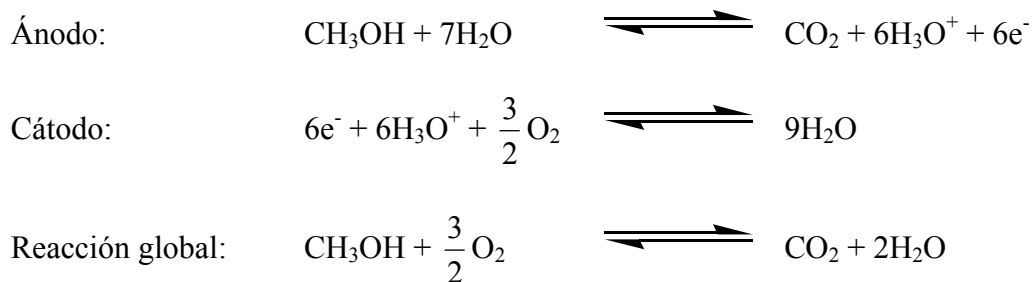 Ánodo: CH₃OH + 7H₂O ⇌ CO₂ + 6H₃O⁺ + 6e⁻
Cátodo: 6e⁻ + 6H₃O⁺ + 3/2 O₂ ⇌ 9H₂O
Reacción global: CH₃OH + 3/2 O₂ ⇌ CO₂ + 2H₂O